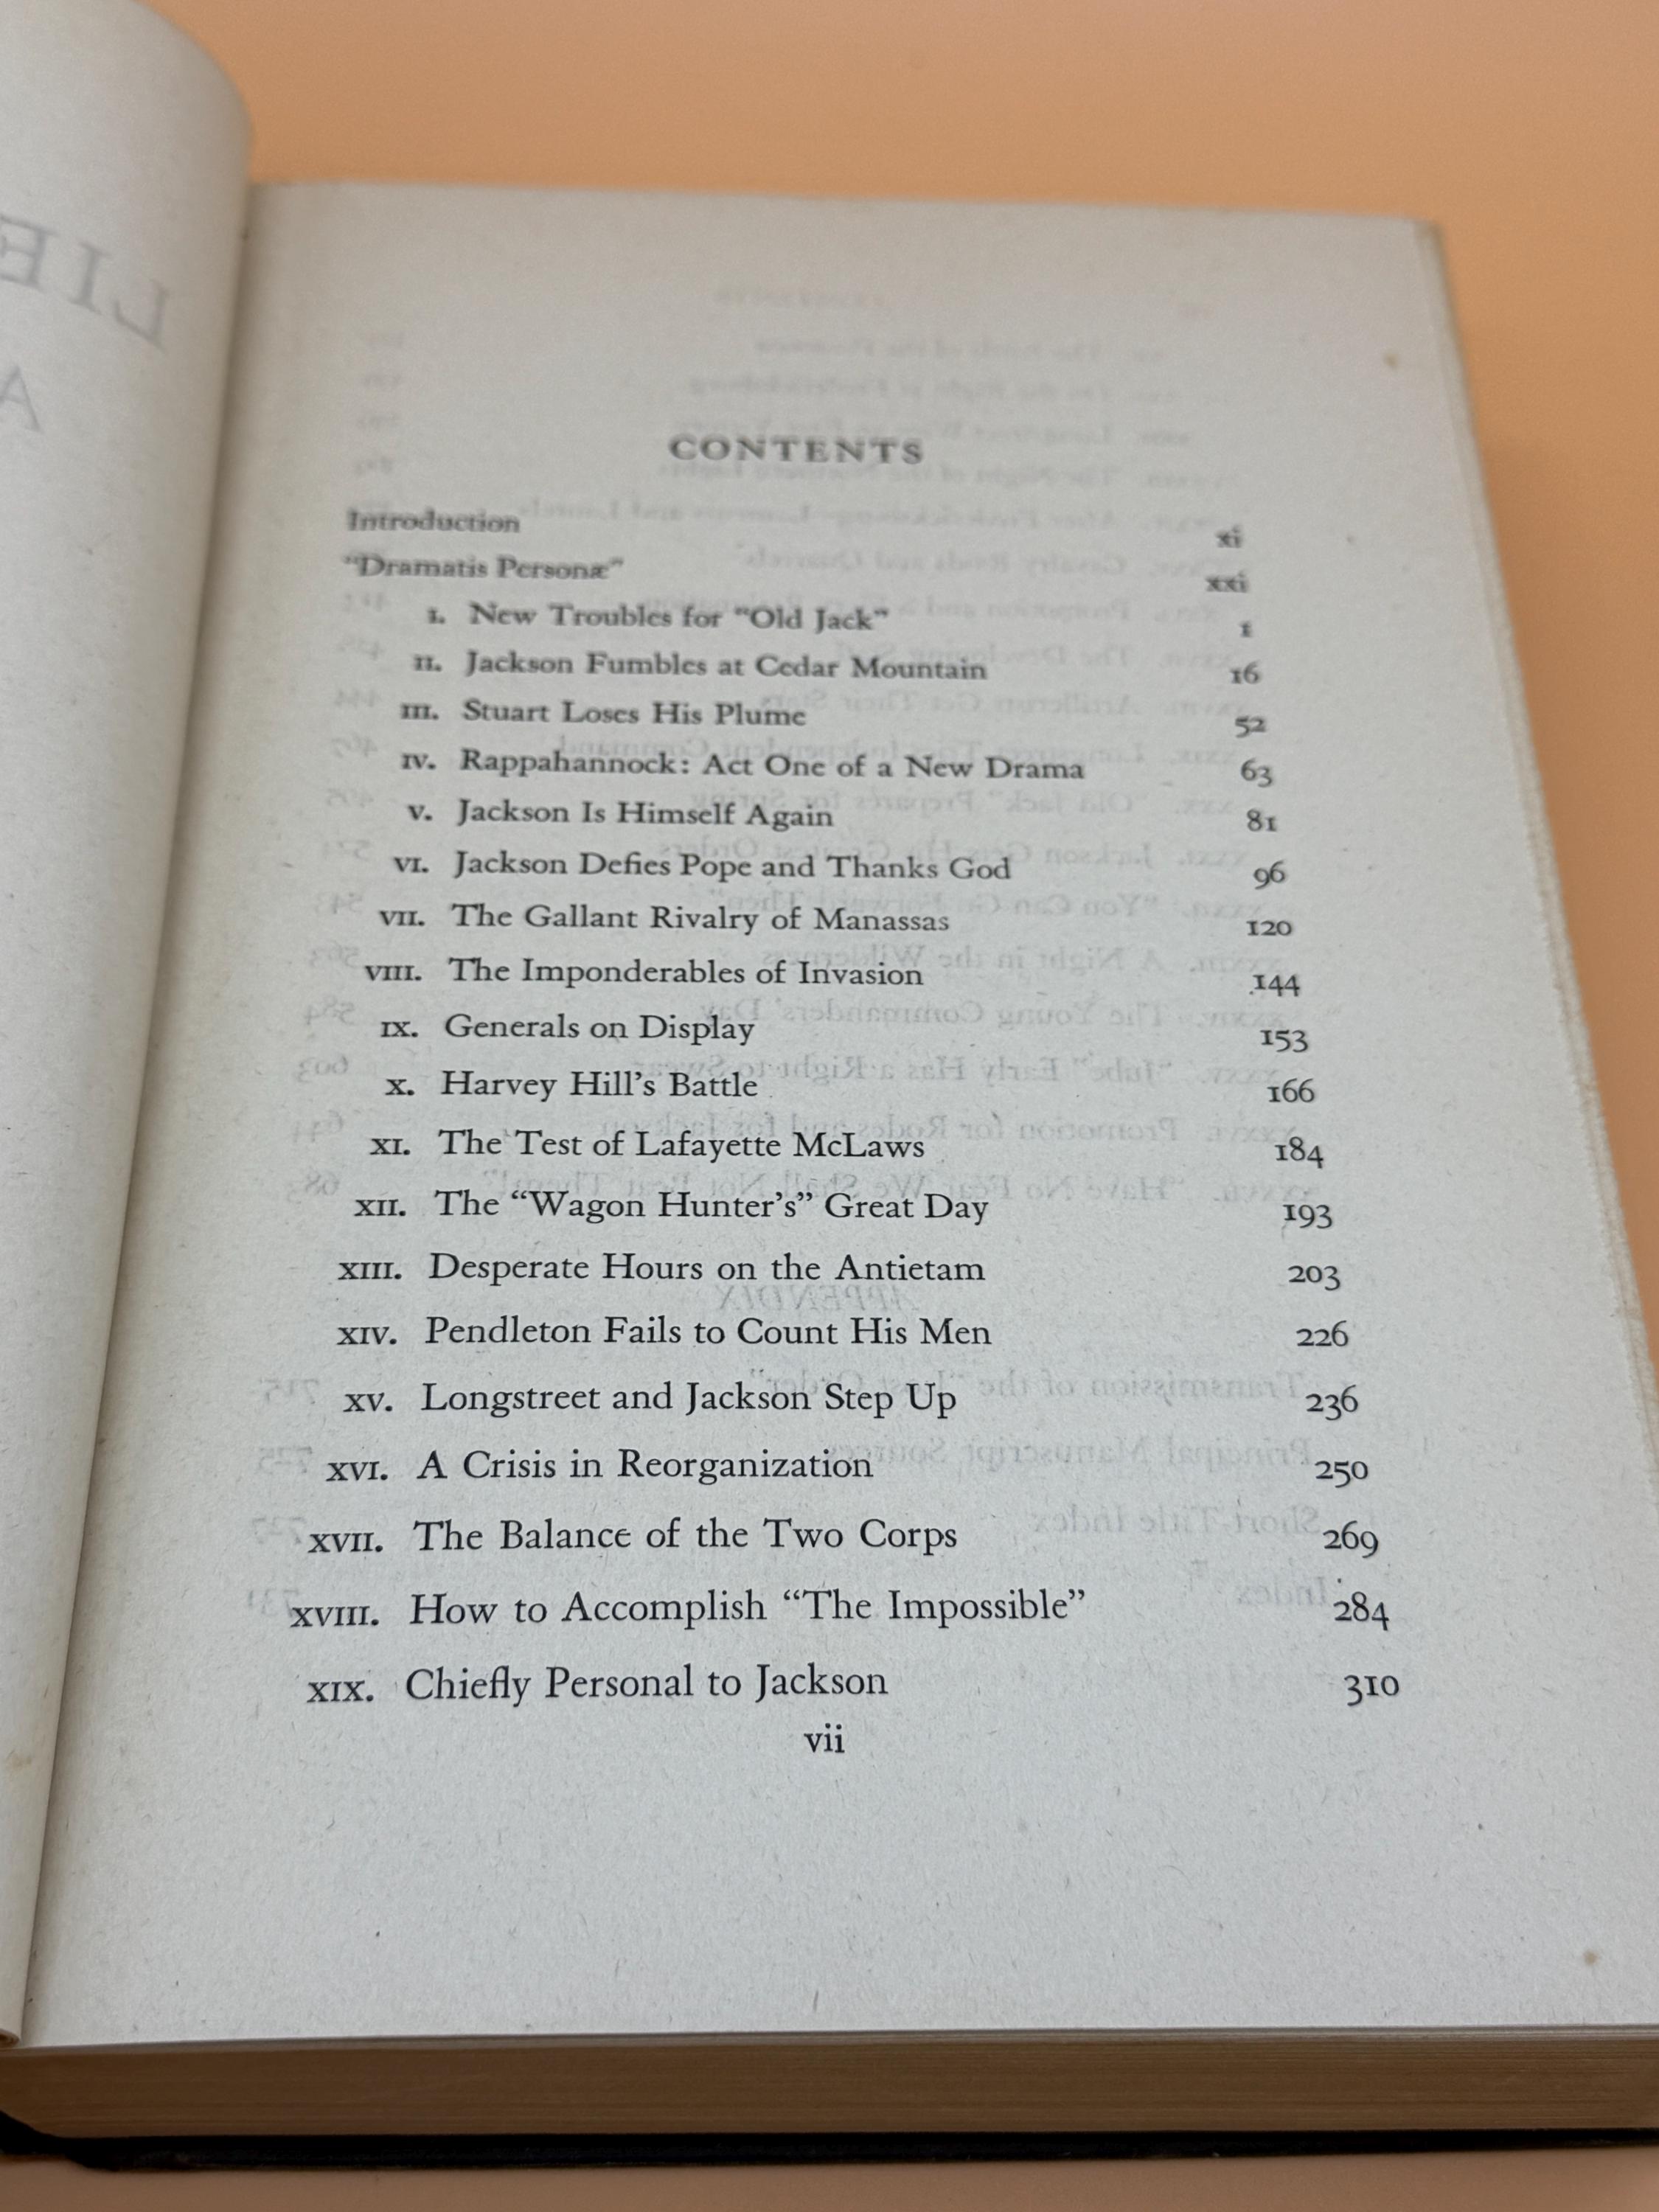 CONTENTS
Introduction xi
"Dramatis Personæ" xxi
I. New Troubles for "Old Jack" 1
II. Jackson Fumbles at Cedar Mountain 16
III. Stuart Loses His Plume 52
IV. Rappahannock: Act One of a New Drama 63
V. Jackson Is Himself Again 81
VI. Jackson Defies Pope and Thanks God 96
VII. The Gallant Rivalry of Manassas 120
VIII. The Imponderables of Invasion 144
IX. Generals on Display 153
X. Harvey Hill's Battle 166
XI. The Test of Lafayette McLaws 184
XII. The "Wagon Hunter's" Great Day 193
XIII. Desperate Hours on the Antietam 203
XIV. Pendleton Fails to Count His Men 226
XV. Longstreet and Jackson Step Up 236
XVI. A Crisis in Reorganization 250
XVII. The Balance of the Two Corps 269
XVIII. How to Accomplish "The Impossible" 284
XIX. Chiefly Personal to Jackson 310
vii